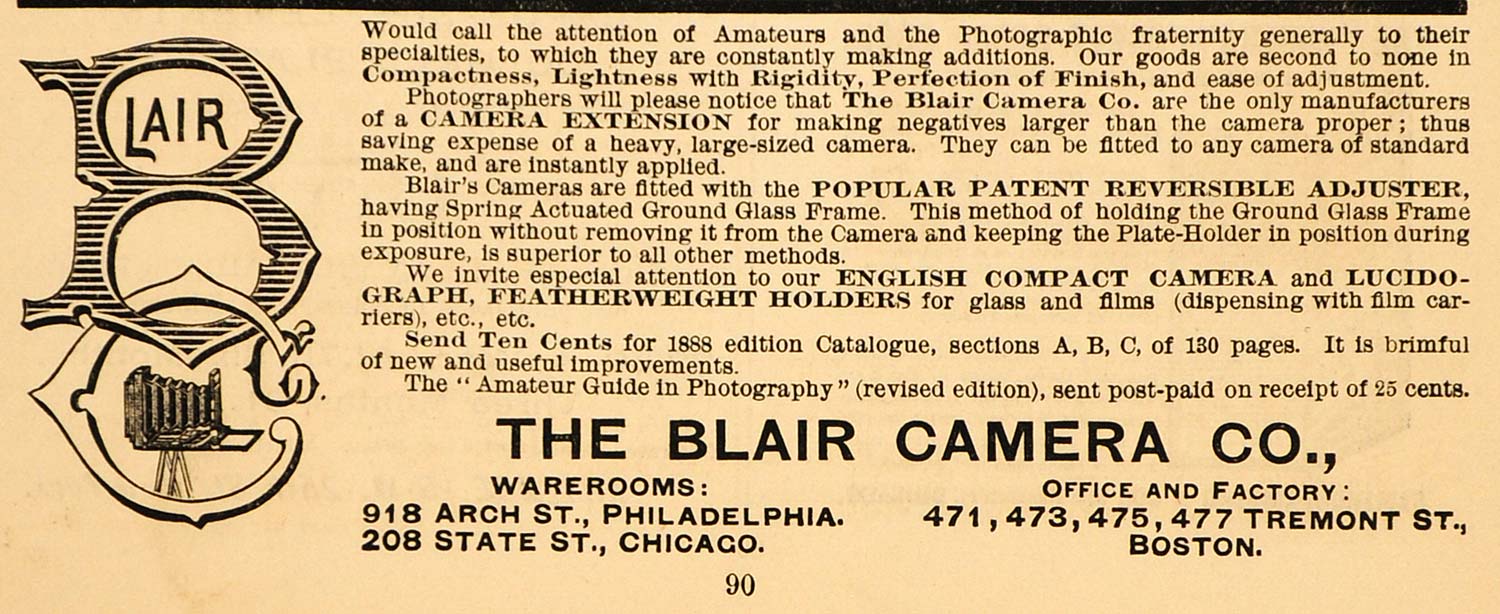 BLAIR
Co.
Would call the attention of Amateurs and the Photographic fraternity generally to their
specialties, to which they are constantly making additions. Our goods are second to none in
Compactness, Lightness with Rigidity, Perfection of Finish, and ease of adjustment.
Photographers will please notice that The Blair Camera Co. are the only manufacturers
of a CAMERA EXTENSION for making negatives larger than the camera proper; thus
saving expense of a heavy, large-sized camera. They can be fitted to any camera of standard
make, and are instantly applied.
Blair's Cameras are fitted with the POPULAR PATENT REVERSIBLE ADJUSTER,
having Spring Actuated Ground Glass Frame. This method of holding the Ground Glass Frame
in position without removing it from the Camera and keeping the Plate-Holder in position during
exposure, is superior to all other methods.
We invite especial attention to our ENGLISH COMPACT CAMERA and LUCIDO-
GRAPH, FEATHERWEIGHT HOLDERS for glass and films (dispensing with film car-
riers), etc., etc.
Send Ten Cents for 1888 edition Catalogue, sections A, B, C, of 130 pages. It is brimful
of new and useful improvements.
The "Amateur Guide in Photography" (revised edition), sent post-paid on receipt of 25 cents.
THE BLAIR CAMERA CO.,
WAREROOMS:
918 ARCH ST., PHILADELPHIA.
208 STATE ST., CHICAGO.
OFFICE AND FACTORY:
471, 473, 475, 477 TREMONT ST.,
BOSTON.
90